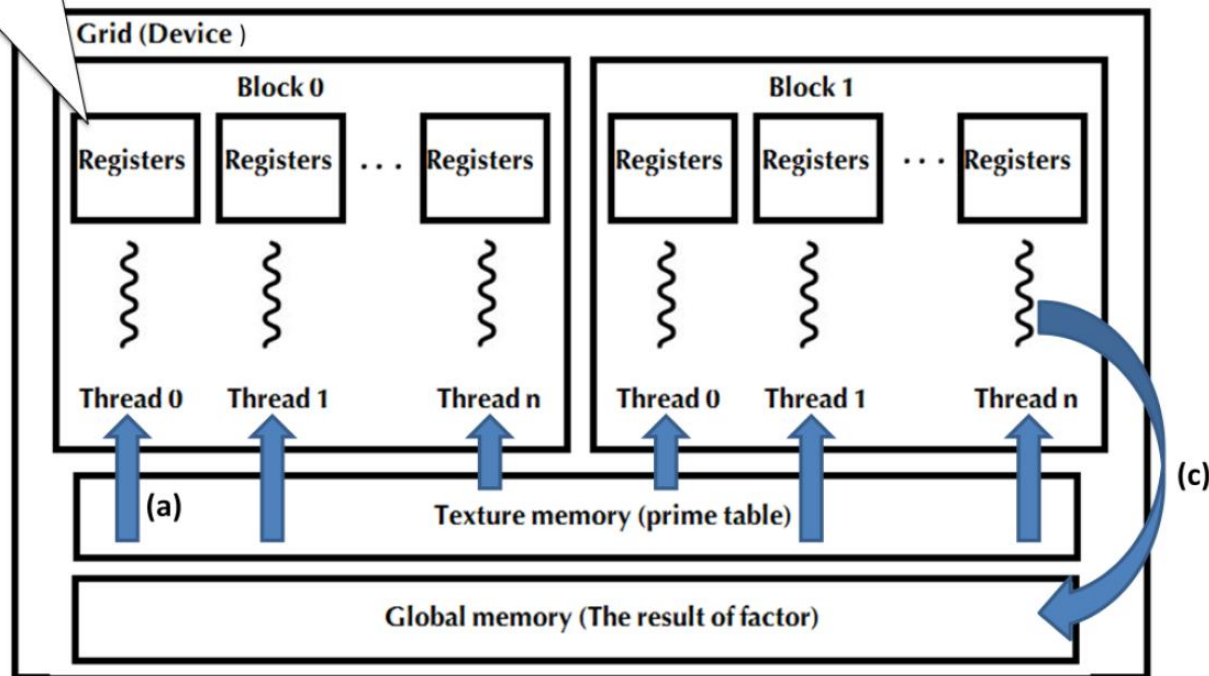 Grid (Device )
Block 0
Block 1
Registers Registers ... Registers
Registers Registers ... Registers
Thread 0 Thread 1 Thread n
Thread 0 Thread 1 Thread n
(a)
(c)
Texture memory (prime table)
Global memory (The result of factor)